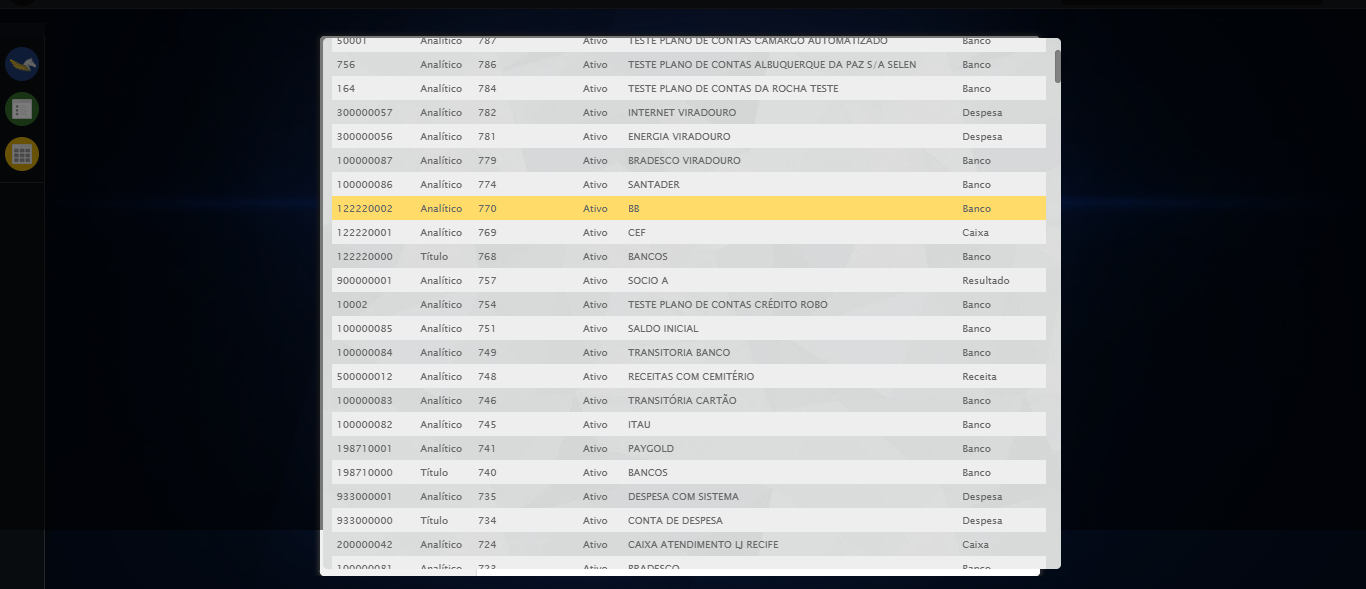 50001 Analítico 787 Ativo TESTE PLANO DE CONTAS CAMARGO AUTOMATIZADO Banco
756 Analítico 786 Ativo TESTE PLANO DE CONTAS ALBUQUERQUE DA PAZ S/A SELEN Banco
164 Analítico 784 Ativo TESTE PLANO DE CONTAS DA ROCHA TESTE Banco
300000057 Analítico 782 Ativo INTERNET VIRADOURO Despesa
300000056 Analítico 781 Ativo ENERGIA VIRADOURO Despesa
100000087 Analítico 779 Ativo BRADESCO VIRADOURO Banco
100000086 Analítico 774 Ativo SANTADER Banco
122220002 Analítico 770 Ativo BB Banco
122220001 Analítico 769 Ativo CEF Caixa
122220000 Título 768 Ativo BANCOS Banco
900000001 Analítico 757 Ativo SOCIO A Resultado
10002 Analítico 754 Ativo TESTE PLANO DE CONTAS CRÉDITO ROBO Banco
100000085 Analítico 751 Ativo SALDO INICIAL Banco
100000084 Analítico 749 Ativo TRANSITORIA BANCO Banco
500000012 Analítico 748 Ativo RECEITAS COM CEMITÉRIO Receita
100000083 Analítico 746 Ativo TRANSITÓRIA CARTÃO Banco
100000082 Analítico 745 Ativo ITAU Banco
198710001 Analítico 741 Ativo PAYGOLD Banco
198710000 Título 740 Ativo BANCOS Banco
933000001 Analítico 735 Ativo DESPESA COM SISTEMA Despesa
933000000 Título 734 Ativo CONTA DE DESPESA Despesa
200000042 Analítico 724 Ativo CAIXA ATENDIMENTO LJ RECIFE Caixa
100000081 Analítico 723 Ativo BRADESCO Banco